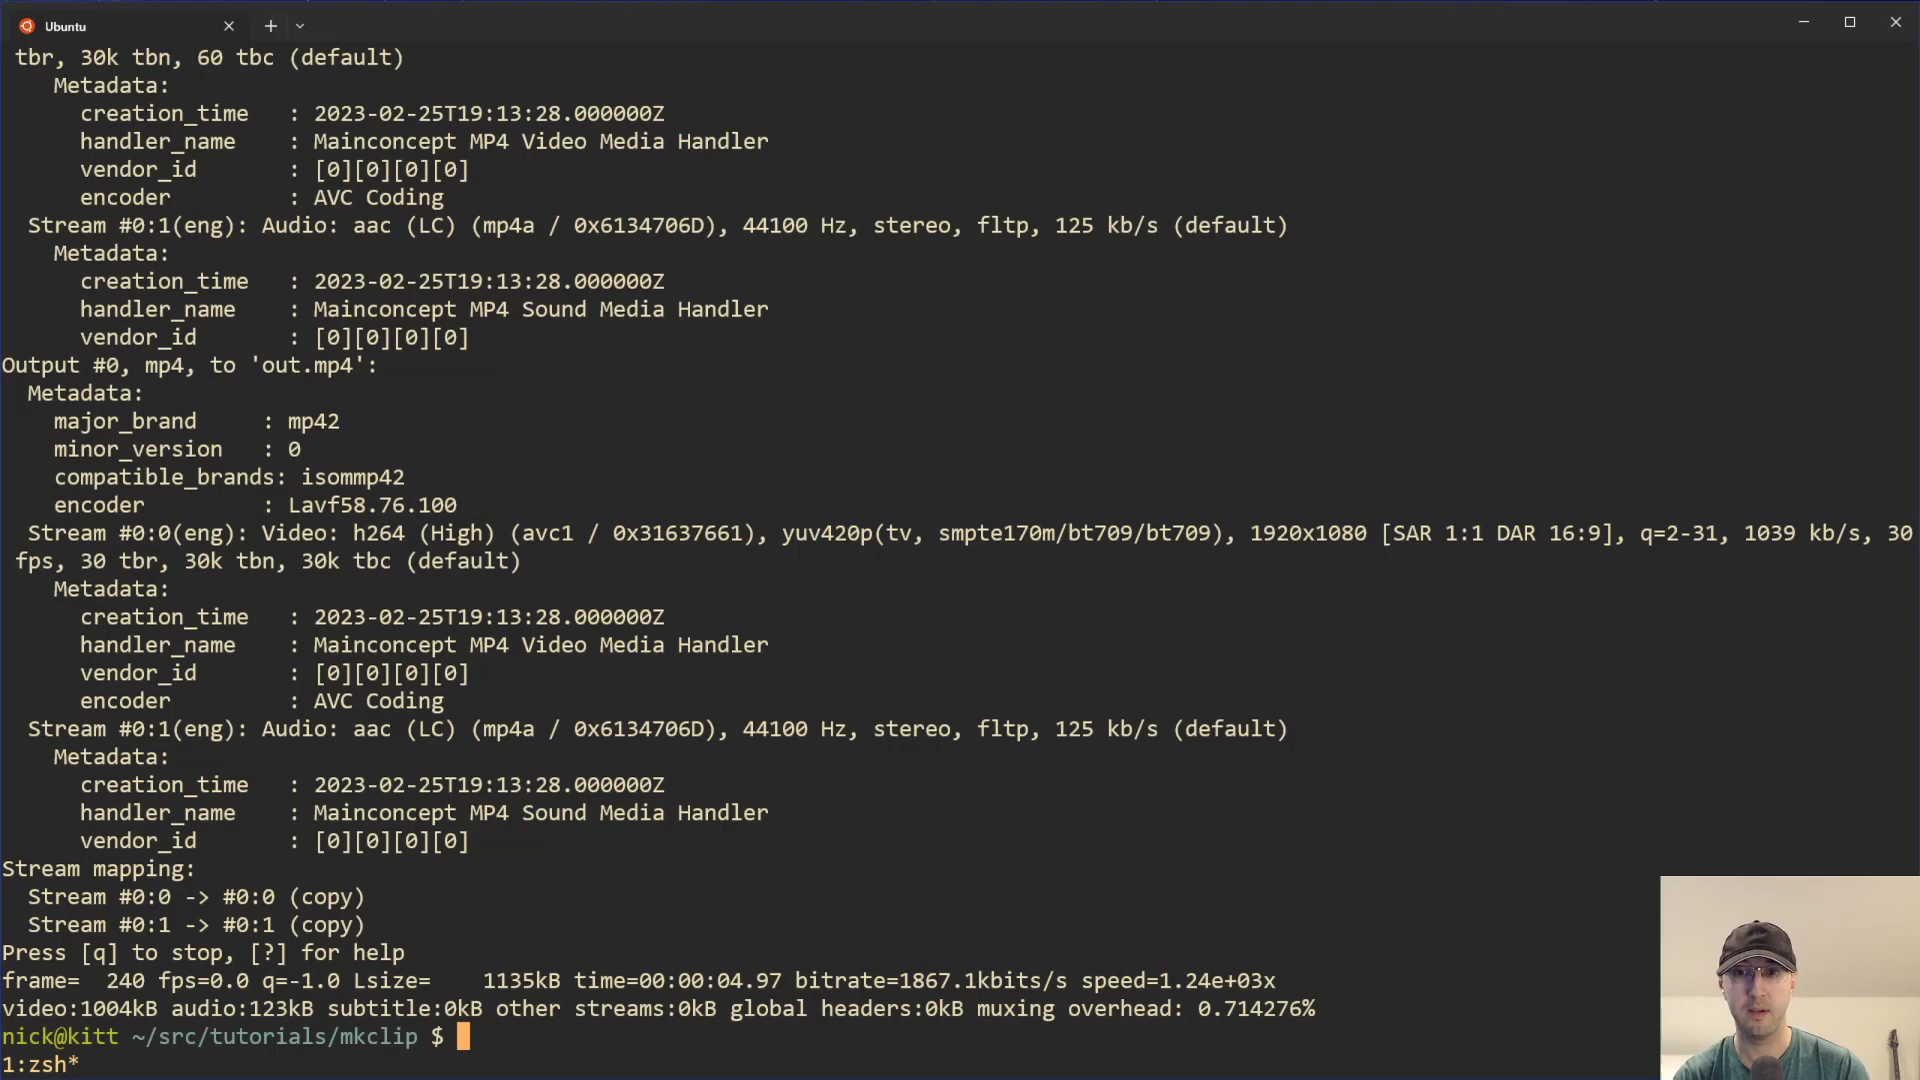 Ubuntu
tbr, 30k tbn, 60 tbc (default)
Metadata:
creation_time : 2023-02-25T19:13:28.000000Z
handler_name : Mainconcept MP4 Video Media Handler
vendor_id : [0][0][0][0]
encoder : AVC Coding
Stream #0:1(eng): Audio: aac (LC) (mp4a / 0x6134706D), 44100 Hz, stereo, fltp, 125 kb/s (default)
Metadata:
creation_time : 2023-02-25T19:13:28.000000Z
handler_name : Mainconcept MP4 Sound Media Handler
vendor_id : [0][0][0][0]
Output #0, mp4, to 'out.mp4':
Metadata:
major_brand : mp42
minor_version : 0
compatible_brands: isommp42
encoder : Lavf58.76.100
Stream #0:0(eng): Video: h264 (High) (avc1 / 0x31637661), yuv420p(tv, smpte170m/bt709/bt709), 1920x1080 [SAR 1:1 DAR 16:9], q=2-31, 1039 kb/s, 30
fps, 30 tbr, 30k tbn, 30k tbc (default)
Metadata:
creation_time : 2023-02-25T19:13:28.000000Z
handler_name : Mainconcept MP4 Video Media Handler
vendor_id : [0][0][0][0]
encoder : AVC Coding
Stream #0:1(eng): Audio: aac (LC) (mp4a / 0x6134706D), 44100 Hz, stereo, fltp, 125 kb/s (default)
Metadata:
creation_time : 2023-02-25T19:13:28.000000Z
handler_name : Mainconcept MP4 Sound Media Handler
vendor_id : [0][0][0][0]
Stream mapping:
Stream #0:0 -> #0:0 (copy)
Stream #0:1 -> #0:1 (copy)
Press [q] to stop, [?] for help
frame= 240 fps=0.0 q=-1.0 Lsize= 1135kB time=00:00:04.97 bitrate=1867.1kbits/s speed=1.24e+03x
video:1004kB audio:123kB subtitle:0kB other streams:0kB global headers:0kB muxing overhead: 0.714276%
nick@kitt ~/src/tutorials/mkclip $
1:zsh*